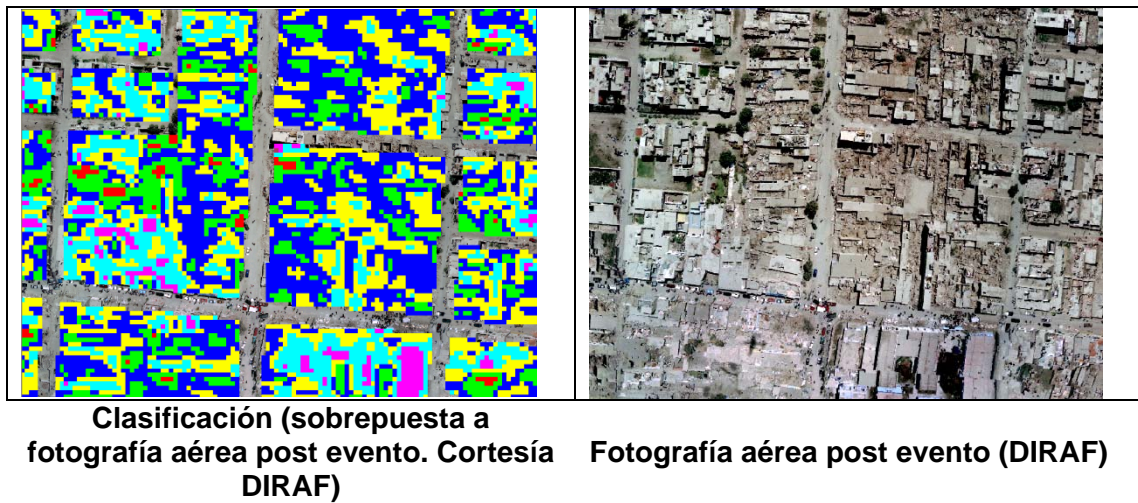 Clasificación (sobrepuesta a
fotografía aérea post evento. Cortesía
DIRAF)
Fotografía aérea post evento (DIRAF)